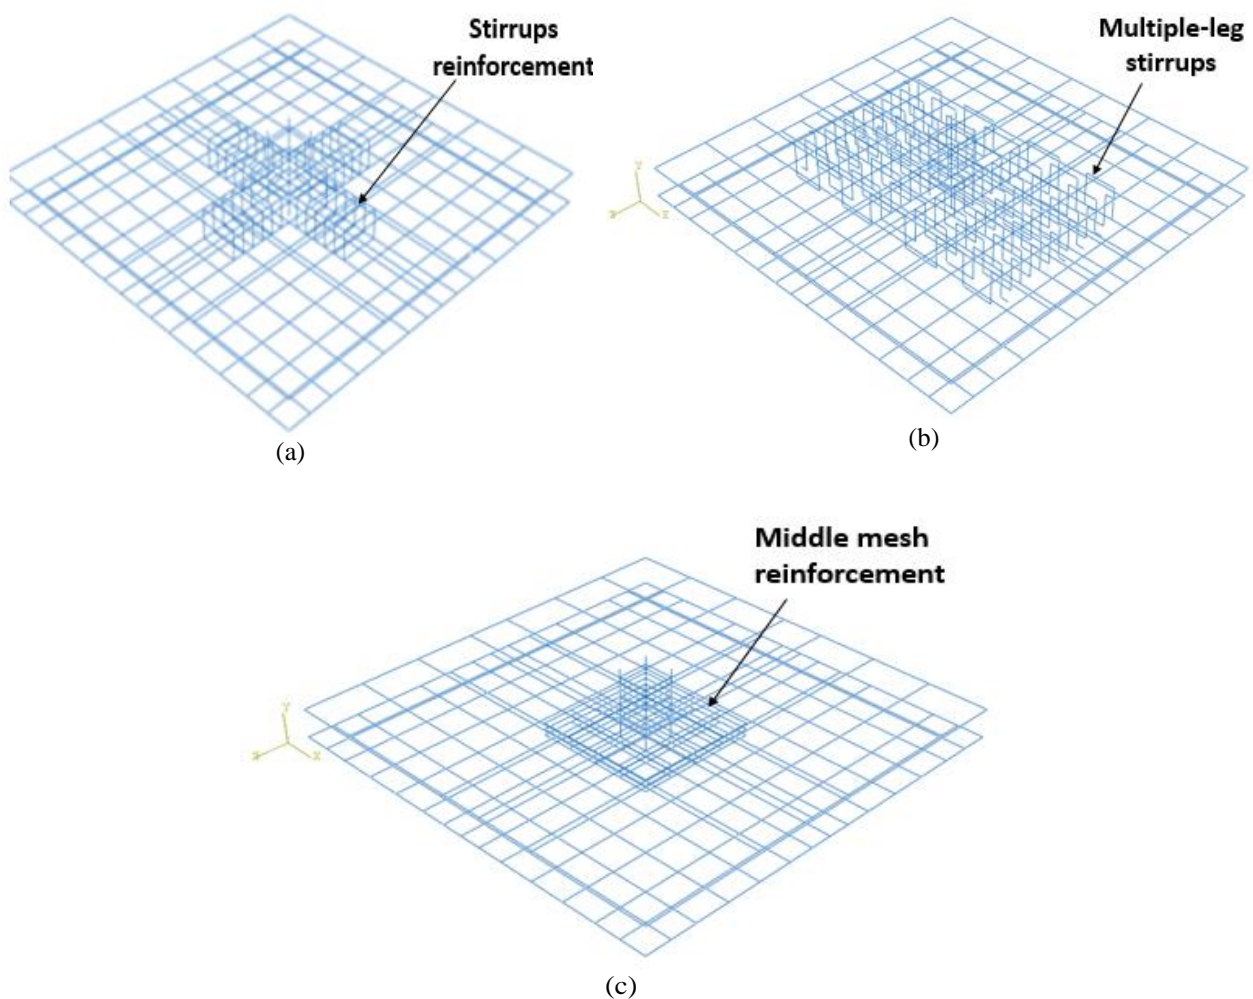 Stirrups
reinforcement
Multiple-leg
stirrups
Y
Z
X
(a)
(b)
Middle mesh
reinforcement
Y
Z
X
(c)